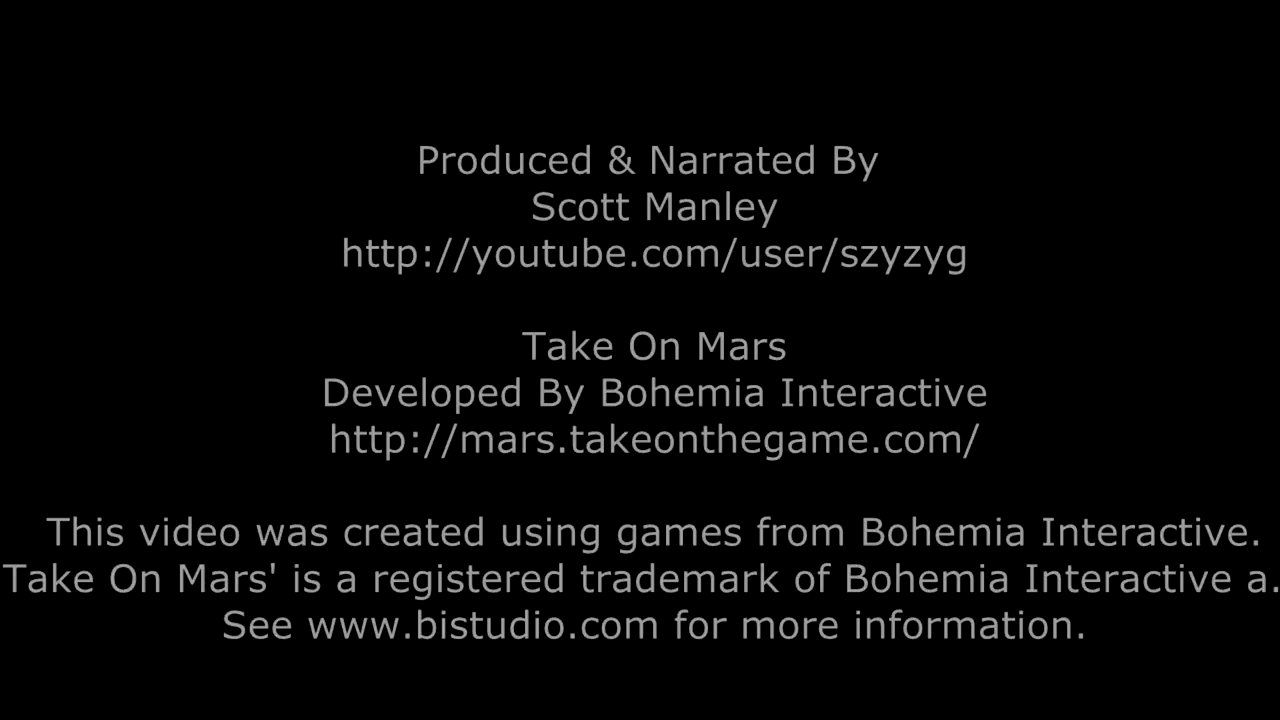 Produced & Narrated By
Scott Manley
http://youtube.com/user/szyzyg
Take On Mars
Developed By Bohemia Interactive
http://mars.takeonthegame.com/
This video was created using games from Bohemia Interactive.
Take On Mars' is a registered trademark of Bohemia Interactive a.
See www.bistudio.com for more information.